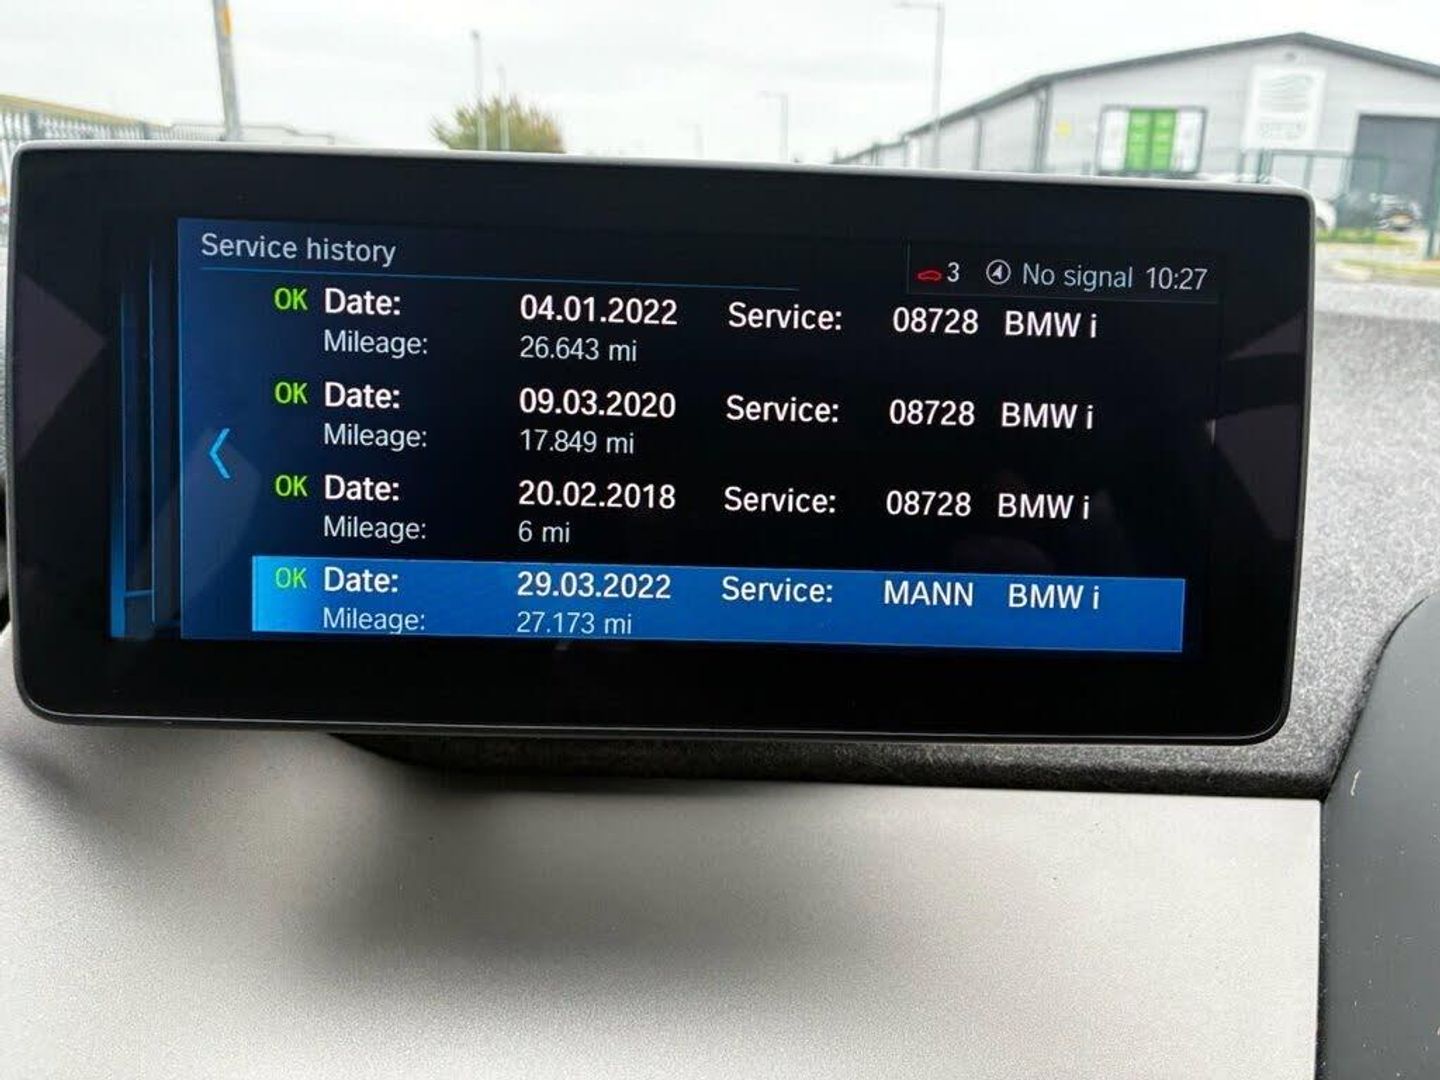 Service history
3 No signal 10:27
OK Date: 04.01.2022 Service: 08728 BMW i
Mileage: 26.643 mi
OK Date: 09.03.2020 Service: 08728 BMW i
Mileage: 17.849 mi
OK Date: 20.02.2018 Service: 08728 BMW i
Mileage: 6 mi
OK Date: 29.03.2022 Service: MANN BMW i
Mileage: 27.173 mi